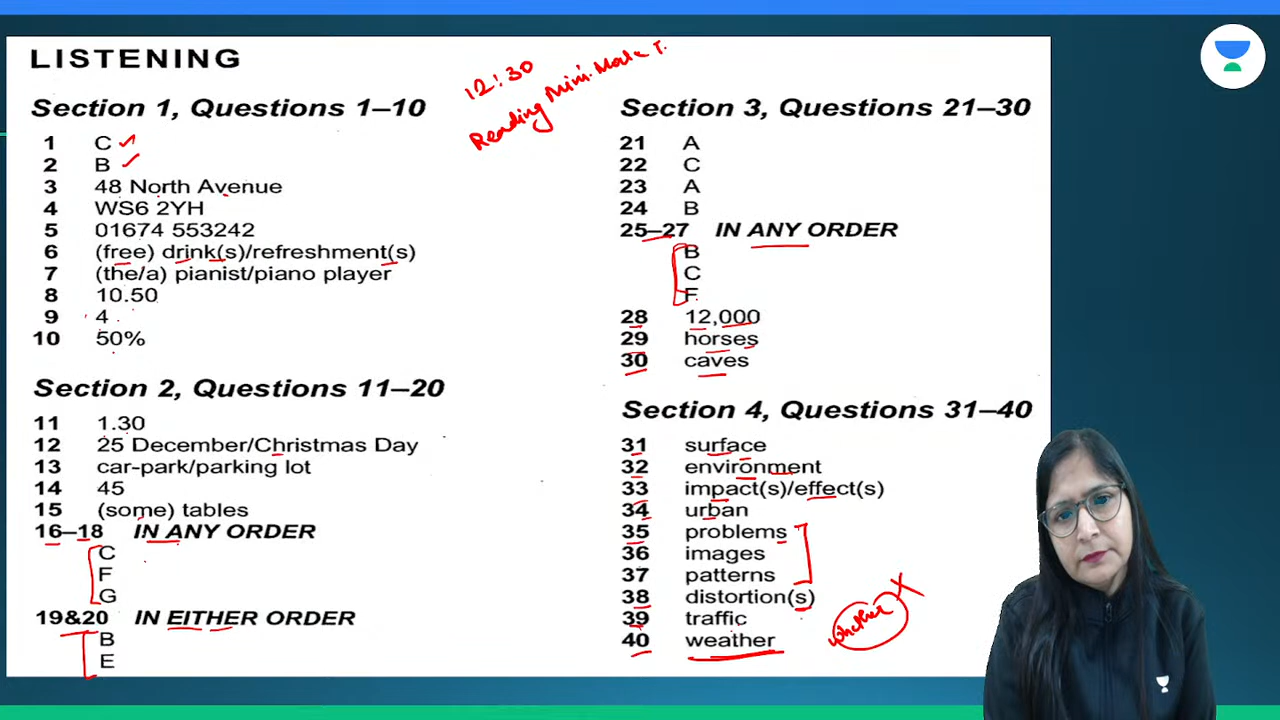 LISTENING
12:30
Reading Mini Mock T.
Section 1, Questions 1–10
1 C
2 B
3 48 North Avenue
4 WS6 2YH
5 01674 553242
6 (free) drink(s)/refreshment(s)
7 (the/a) pianist/piano player
8 10.50
9 4
10 50%
Section 2, Questions 11–20
11 1.30
12 25 December/Christmas Day
13 car-park/parking lot
14 45
15 (some) tables
16–18 IN ANY ORDER
C
F
G
19&20 IN EITHER ORDER
B
E
Section 3, Questions 21–30
21 A
22 C
23 A
24 B
25–27 IN ANY ORDER
B
C
F
28 12,000
29 horses
30 caves
Section 4, Questions 31–40
31 surface
32 environment
33 impact(s)/effect(s)
34 urban
35 problems
36 images
37 patterns
38 distortion(s)
39 traffic
40 weather
whether